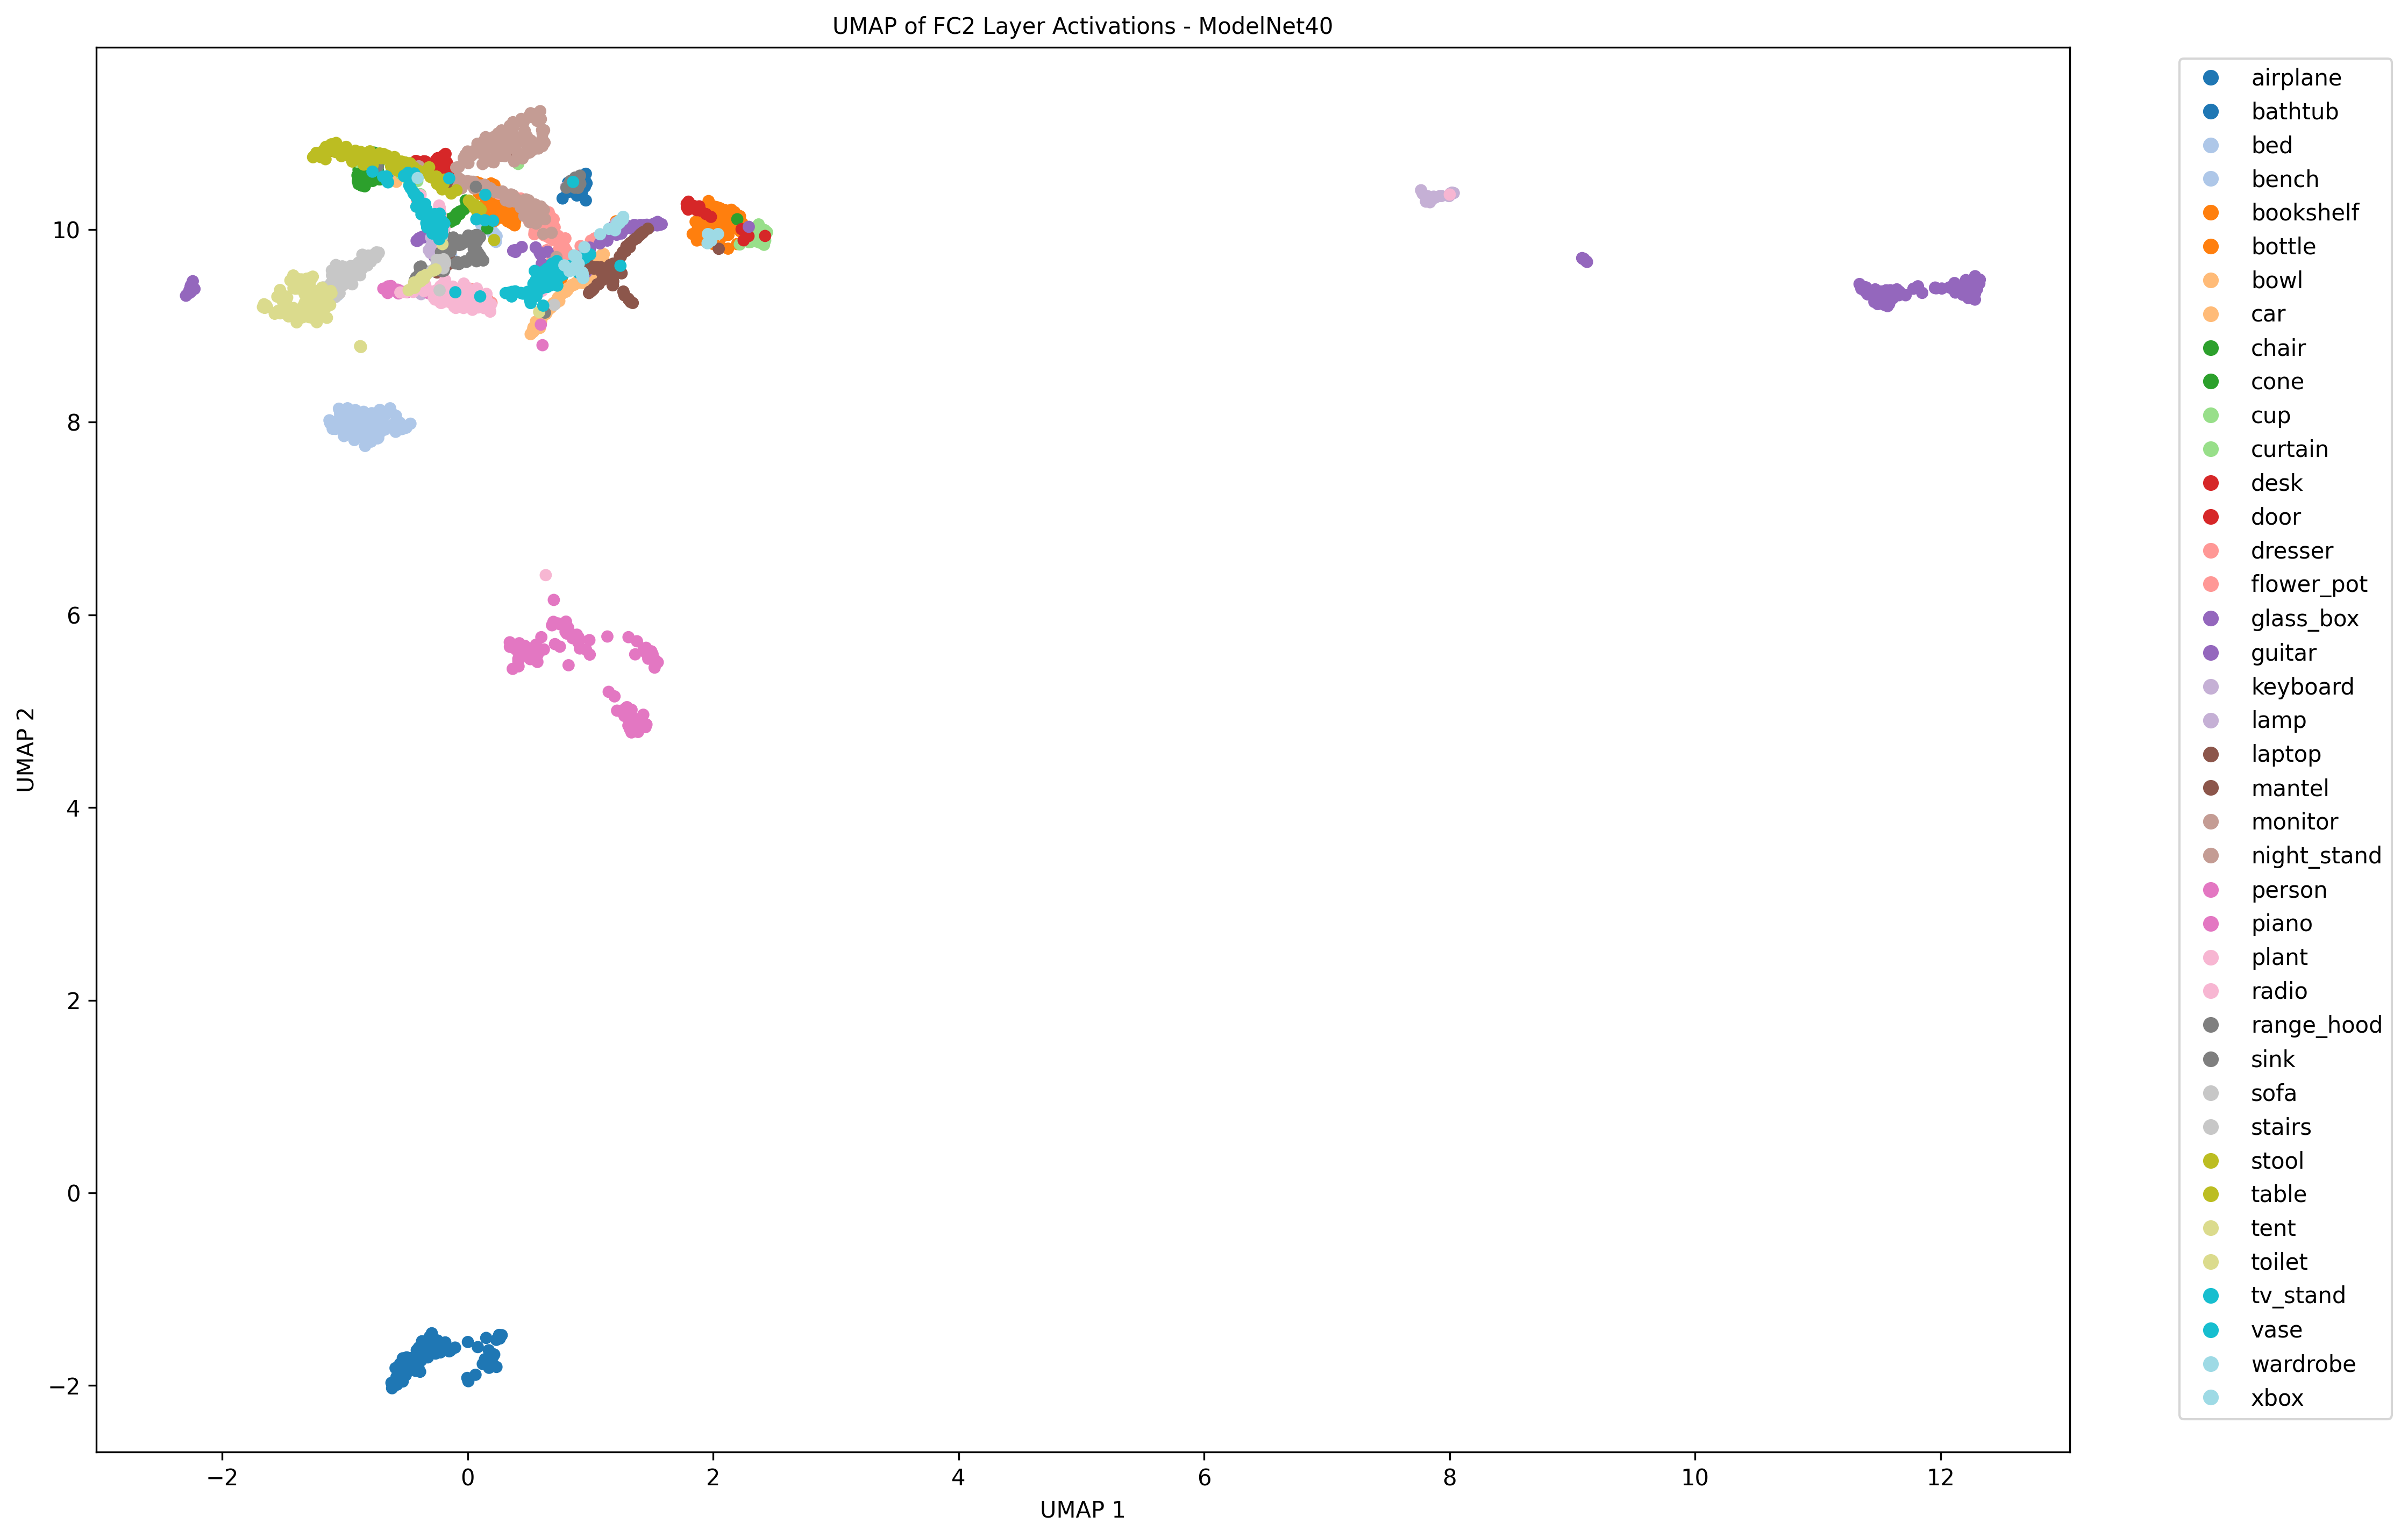 UMAP of FC2 Layer Activations - ModelNet40
UMAP 2
10
8
6
4
2
0
−2
−2
0
2
4
6
8
10
12
UMAP 1
airplane
bathtub
bed
bench
bookshelf
bottle
bowl
car
chair
cone
cup
curtain
desk
door
dresser
flower_pot
glass_box
guitar
keyboard
lamp
laptop
mantel
monitor
night_stand
person
piano
plant
radio
range_hood
sink
sofa
stairs
stool
table
tent
toilet
tv_stand
vase
wardrobe
xbox